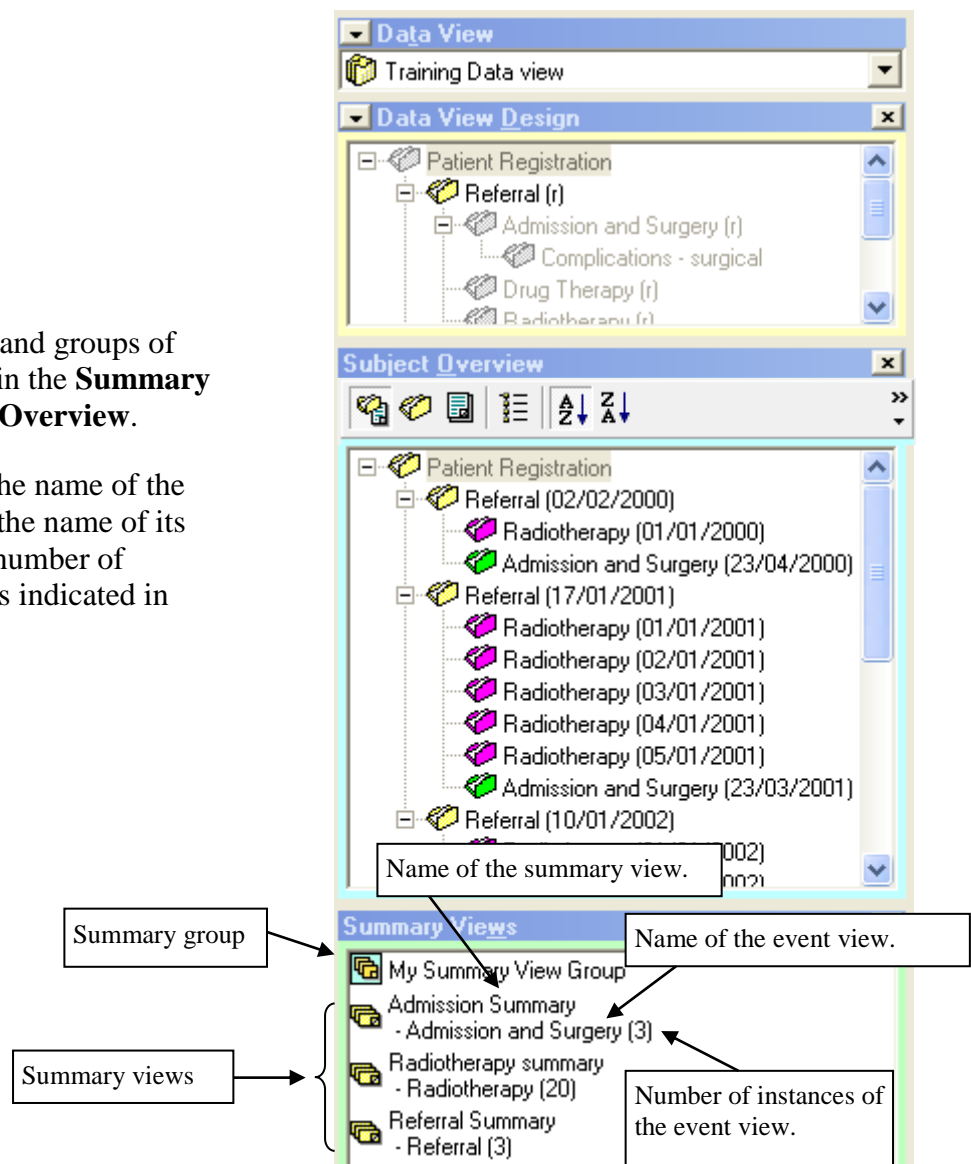 Data View
Training Data view
Data View Design
Patient Registration
Referral (r)
Admission and Surgery (r)
Complications - surgical
Drug Therapy (r)
Radiotherapy (r)
and groups of
in the Summary
Overview.
he name of the
the name of its
number of
s indicated in
Subject Overview
Patient Registration
Referral (02/02/2000)
Radiotherapy (01/01/2000)
Admission and Surgery (23/04/2000)
Referral (17/01/2001)
Radiotherapy (01/01/2001)
Radiotherapy (02/01/2001)
Radiotherapy (03/01/2001)
Radiotherapy (04/01/2001)
Radiotherapy (05/01/2001)
Admission and Surgery (23/03/2001)
Referral (10/01/2002)
002)
002)
Name of the summary view.
Summary group
Summary Views
Name of the event view.
My Summary View Group
Admission Summary
- Admission and Surgery (3)
Summary views
Radiotherapy summary
- Radiotherapy (20)
Number of instances of
the event view.
Referral Summary
- Referral (3)